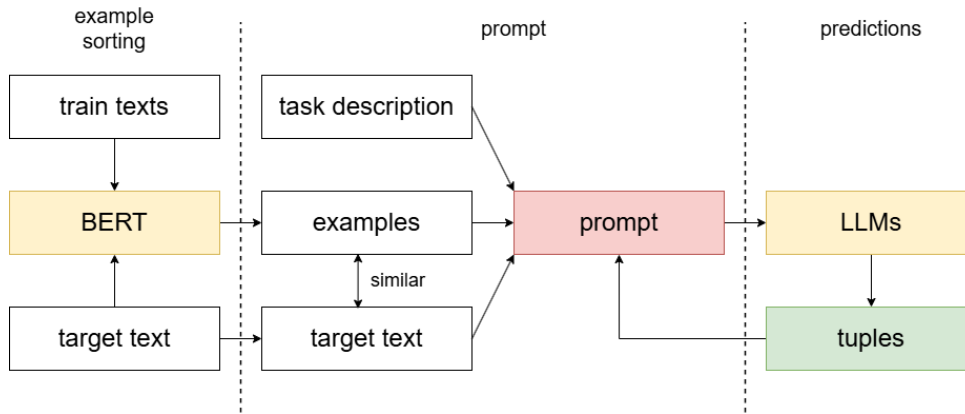 example
sorting
prompt
predictions
train texts
task description
BERT
examples
prompt
LLMs
similar
target text
target text
tuples